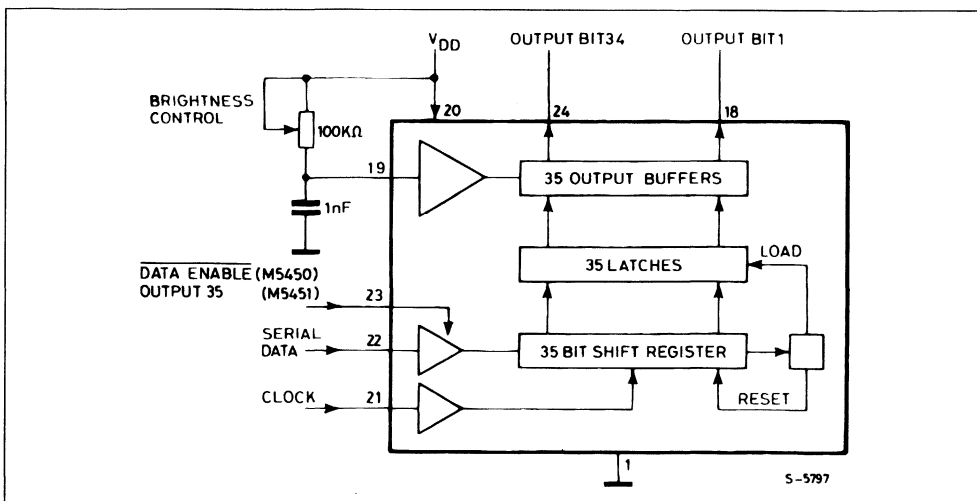 VDD
OUTPUT BIT34
OUTPUT BIT1
BRIGHTNESS
CONTROL
100KΩ
20
24
18
19
35 OUTPUT BUFFERS
1nF
LOAD
35 LATCHES
DATA ENABLE (M5450)
OUTPUT 35 (M5451)
23
SERIAL
DATA
22
35 BIT SHIFT REGISTER
CLOCK
21
RESET
1
S-5797